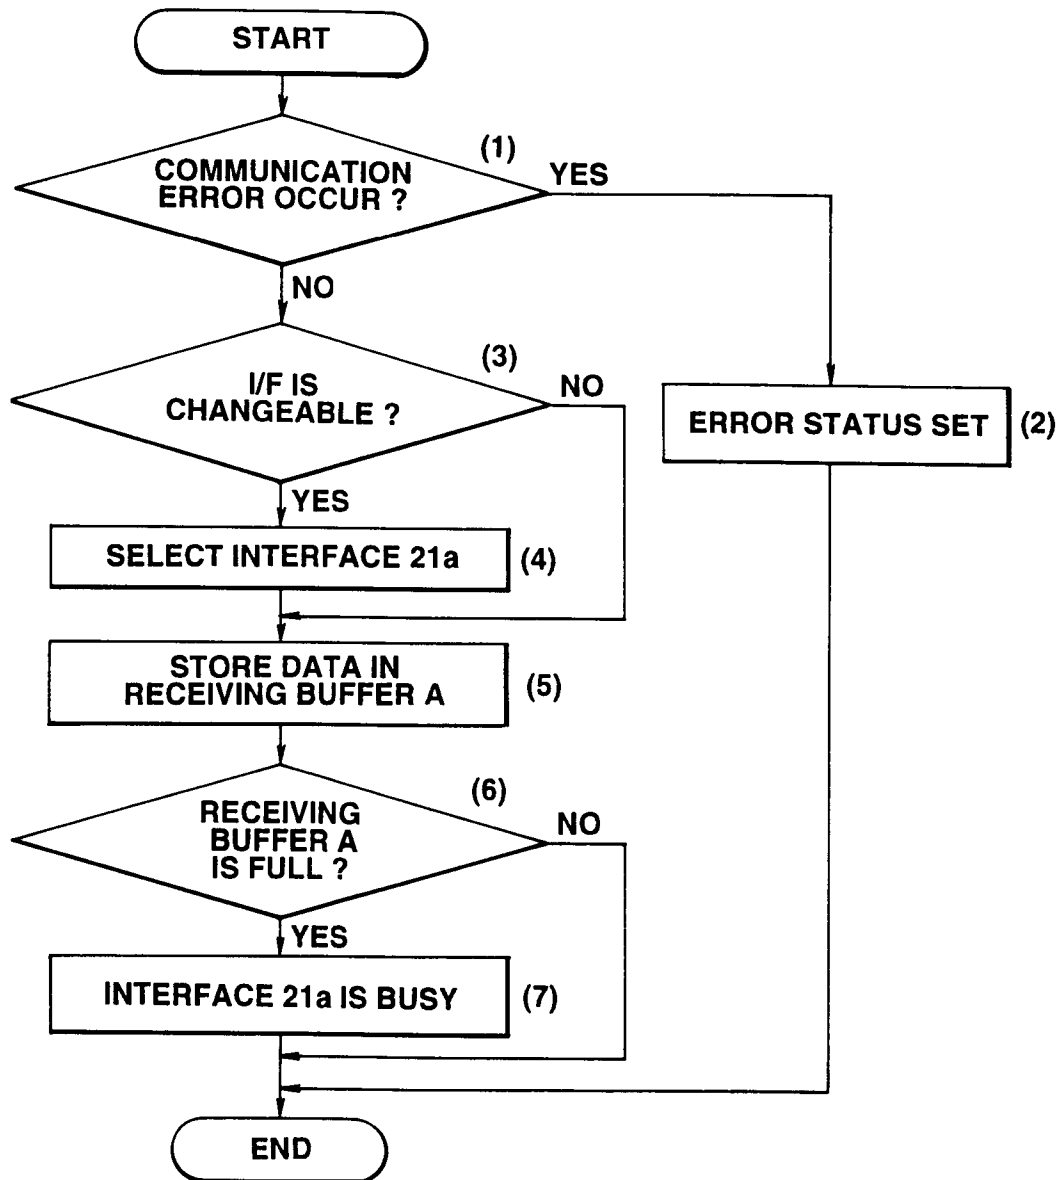 START
(1)
COMMUNICATION
ERROR OCCUR ?
YES
NO
(3)
I/F IS
CHANGEABLE ?
NO
ERROR STATUS SET
(2)
YES
SELECT INTERFACE 21a
(4)
STORE DATA IN
RECEIVING BUFFER A
(5)
(6)
RECEIVING
BUFFER A
IS FULL ?
NO
YES
INTERFACE 21a IS BUSY
(7)
END